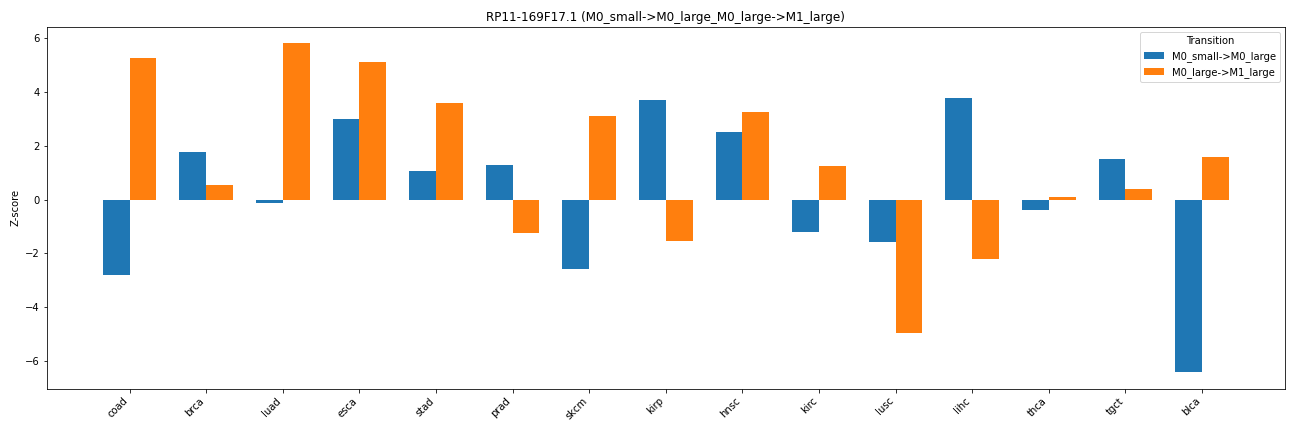 RP11-169F17.1 (M0_small->M0_large_M0_large->M1_large)
Transition
M0_small->M0_large
M0_large->M1_large
Z-score
6
4
2
0
−2
−4
−6
coad
brca
luad
esca
stad
prad
skcm
kirp
hnsc
kirc
lusc
lihc
thca
tgct
blca